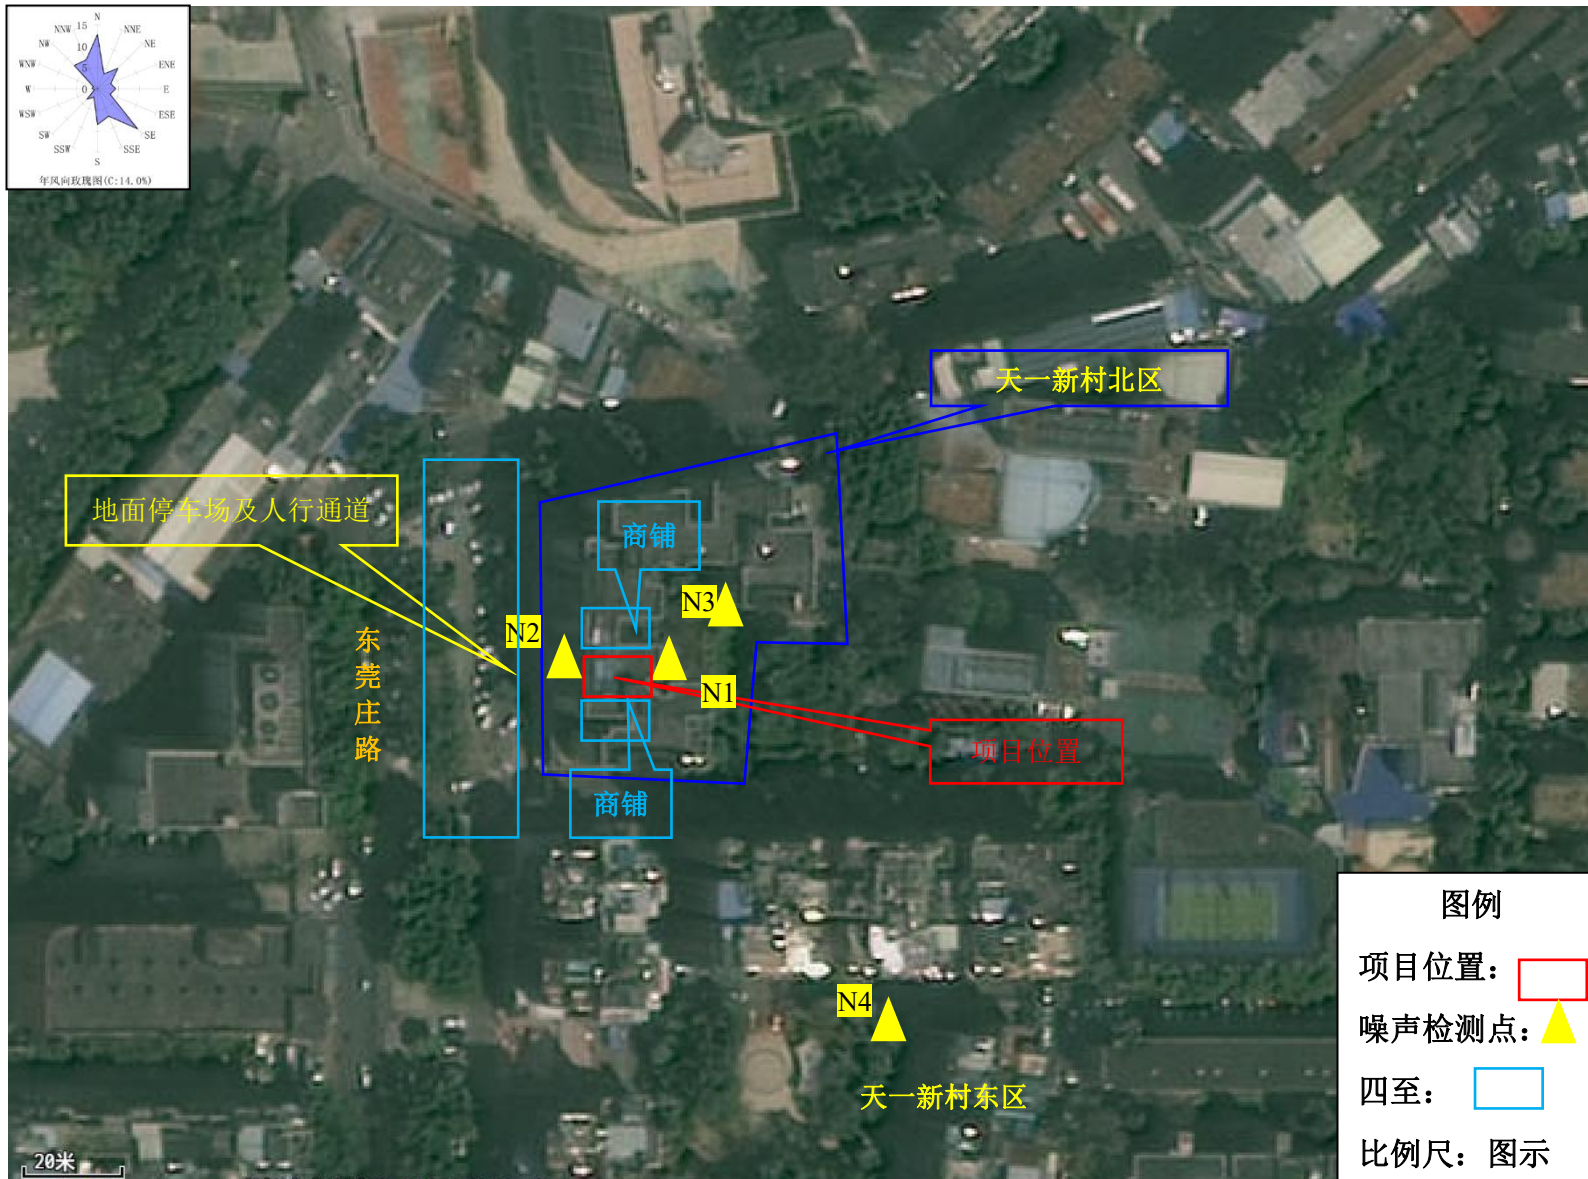 N
NNW
15
NNE
NW
10
NE
WNW
5
ENE
W
0
E
WSW
ESE
SW
SE
SSW
SSE
S
年风向玫瑰图(C:14.0%)
天一新村北区
地面停车场及人行通道
商铺
N3
N2
东莞庄路
N1
项目位置
商铺
N4
天一新村东区
图例
项目位置：
噪声检测点：
四至：
比例尺：图示
20米